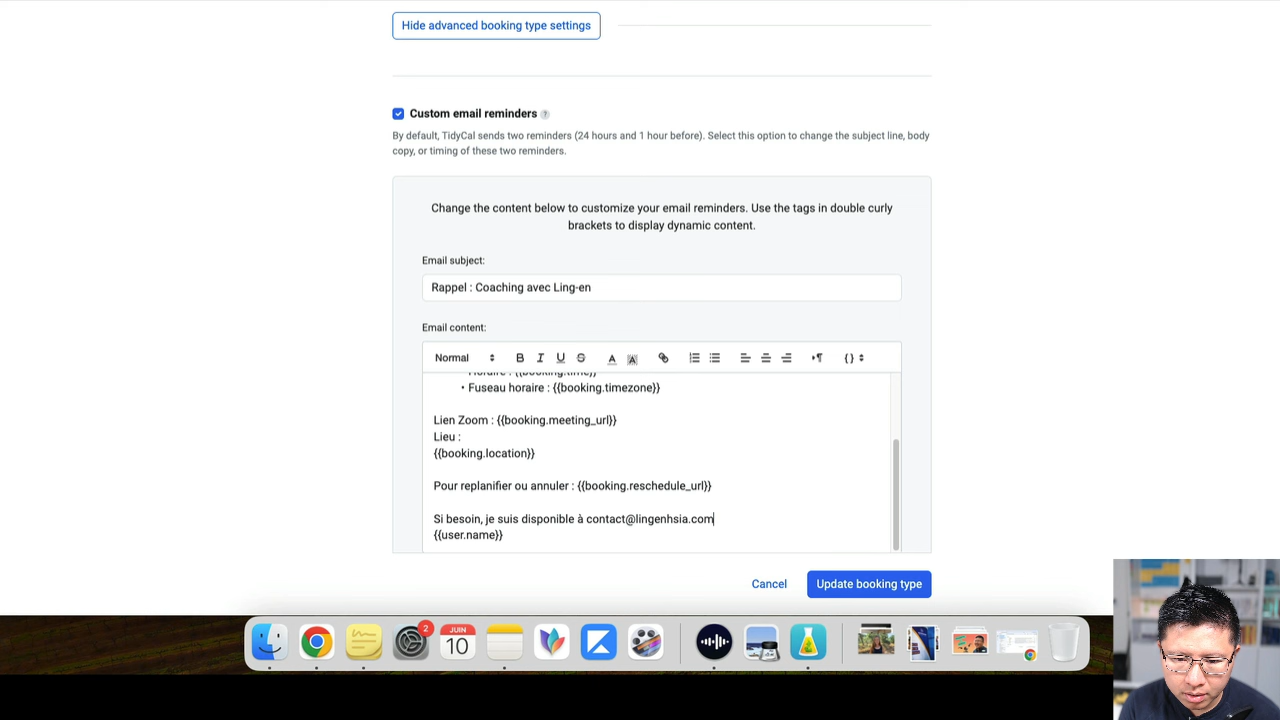 Hide advanced booking type settings
Custom email reminders ?
By default, TidyCal sends two reminders (24 hours and 1 hour before). Select this option to change the subject line, body
copy, or timing of these two reminders.
Change the content below to customize your email reminders. Use the tags in double curly
brackets to display dynamic content.
Email subject:
Rappel : Coaching avec Ling-en
Email content:
Normal B I U S A A {}
• Horaire : {{booking.time}}
• Fuseau horaire : {{booking.timezone}}
Lien Zoom : {{booking.meeting_url}}
Lieu :
{{booking.location}}
Pour replanifier ou annuler : {{booking.reschedule_url}}
Si besoin, je suis disponible à contact@lingenhsia.com
{{user.name}}
Cancel
Update booking type
2
JUIN
10